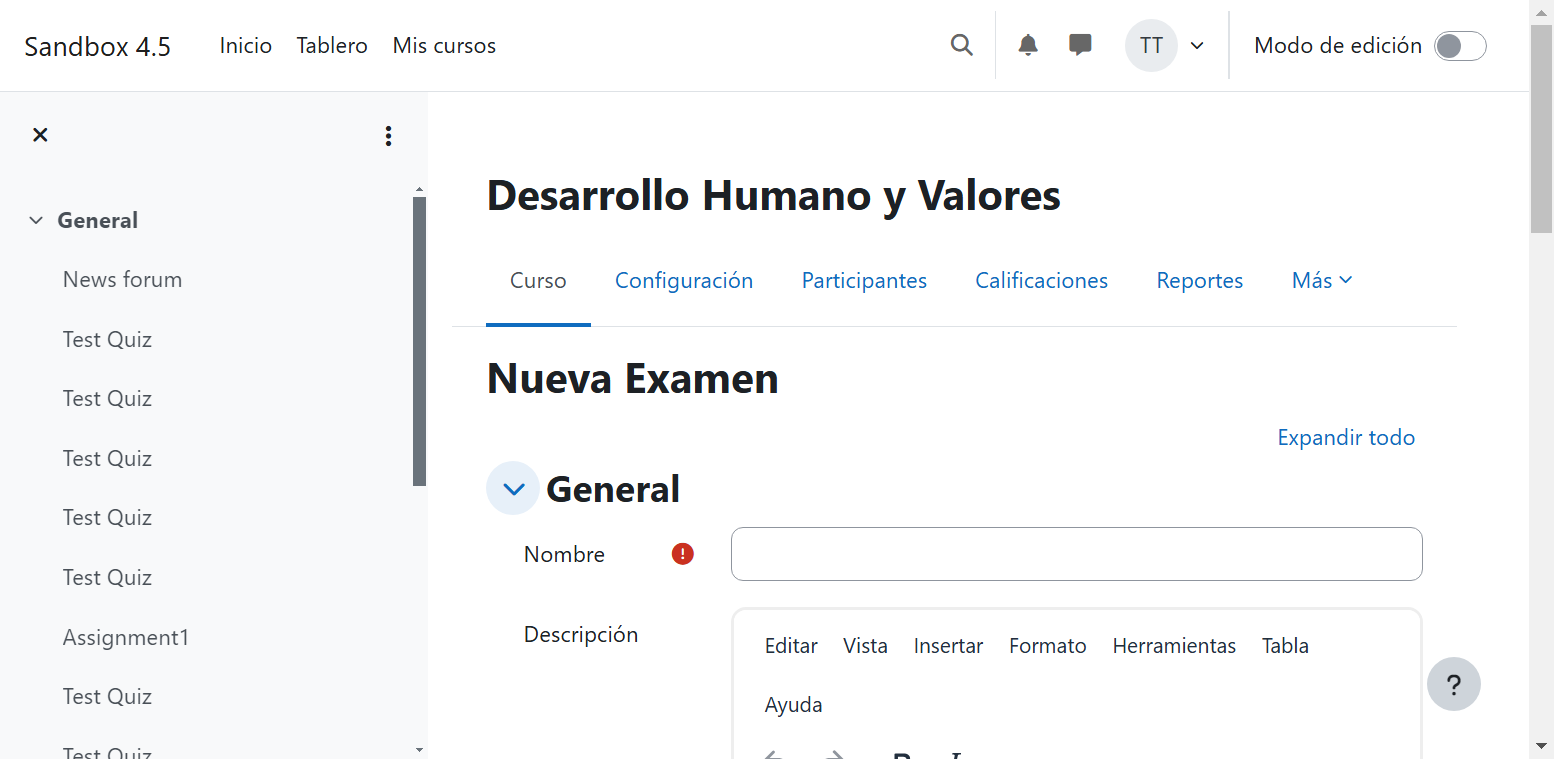 Sandbox 4.5 Inicio Tablero Mis cursos TT Modo de edición
General
News forum
Test Quiz
Test Quiz
Test Quiz
Test Quiz
Test Quiz
Assignment1
Test Quiz
Test Quiz
Desarrollo Humano y Valores
Curso Configuración Participantes Calificaciones Reportes Más
Nueva Examen
Expandir todo
General
Nombre
Descripción
Editar Vista Insertar Formato Herramientas Tabla
Ayuda
B I
?